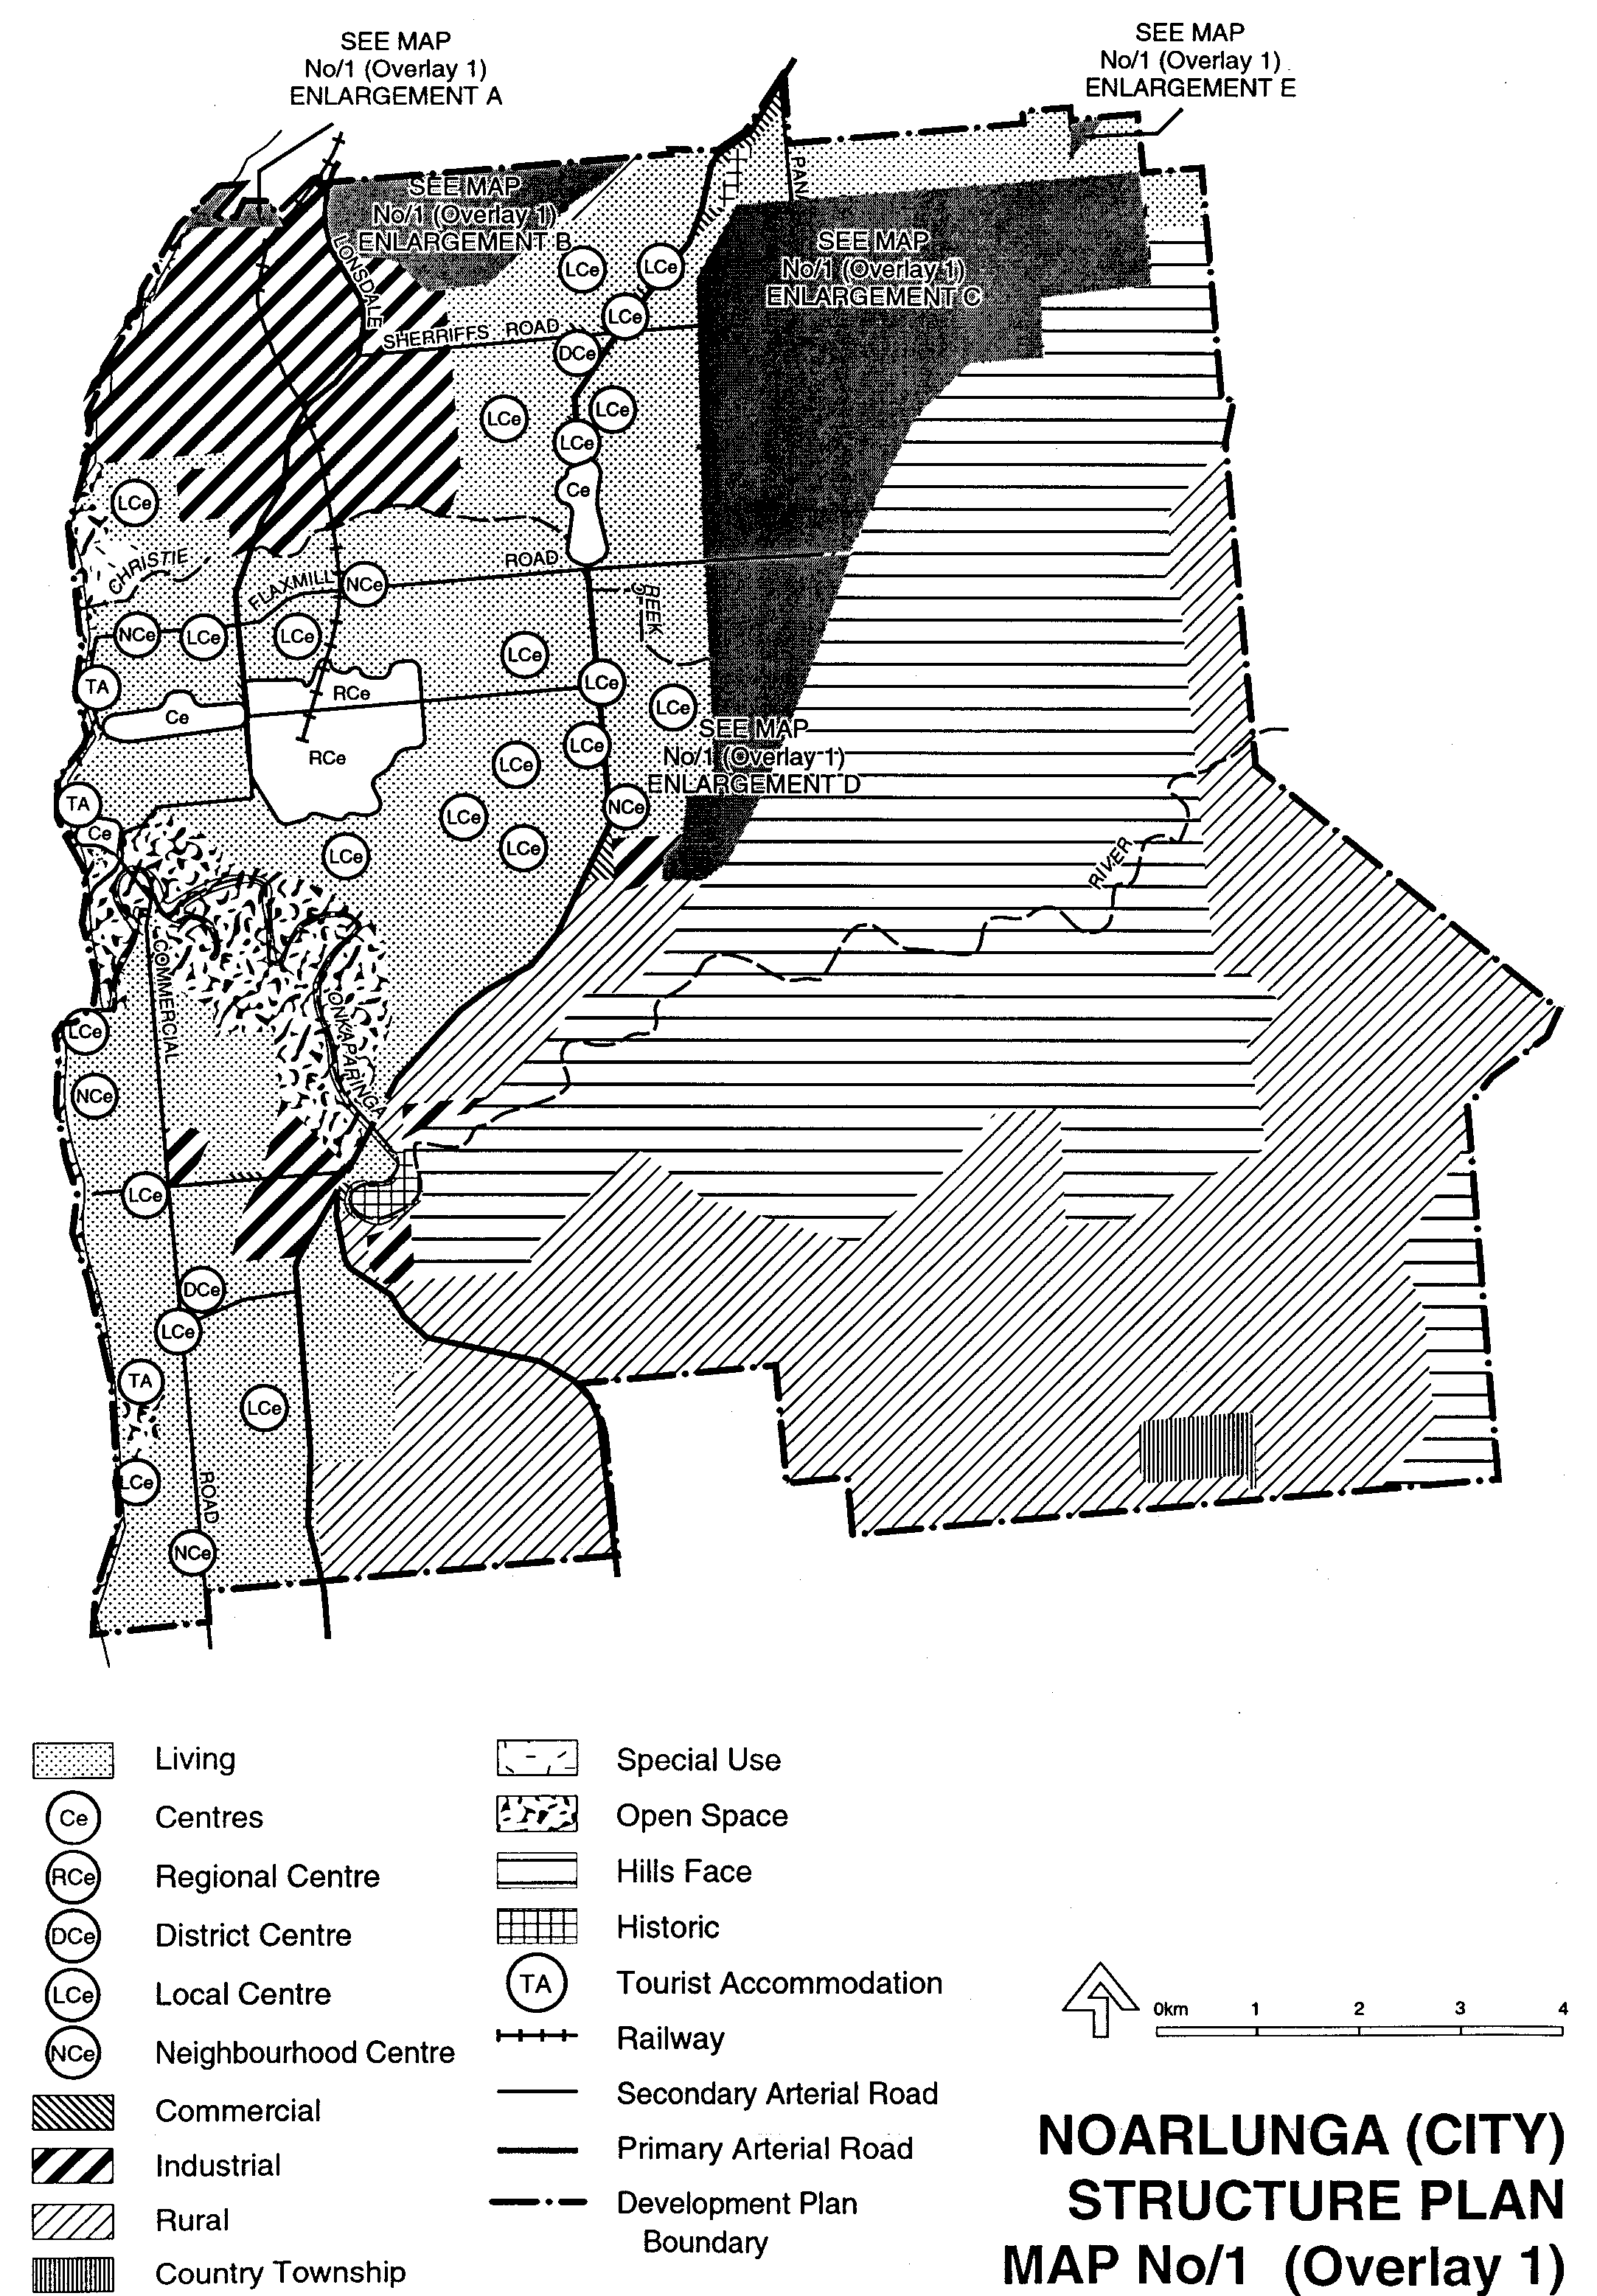 SEE MAP
No/1 (Overlay 1)
ENLARGEMENT A
SEE MAP
No/1 (Overlay 1)
ENLARGEMENT E
PAN
SEE MAP
No/1 (Overlay 1)
ENLARGEMENT B
SEE MAP
No/1 (Overlay 1)
ENLARGEMENT C
LONSDALE
LCe
LCe
LCe
SHERRIFFS ROAD
DCe
LCe
LCe
LCe
Ce
LCe
CHRISTIE
FLAXMILL
ROAD
NCe
NCe
LCe
LCe
LCe
TA
RCe
LCe
LCe
Ce
RCe
LCe
LCe
SEE MAP
No/1 (Overlay 1)
ENLARGEMENT D
TA
Ce
NCe
LCe
LCe
LCe
RIVER
COMMERCIAL
ONKAPARINGA
LCe
NCe
LCe
DCe
LCe
TA
LCe
LCe
ROAD
NCe
Living
Ce Centres
RCe Regional Centre
DCe District Centre
LCe Local Centre
NCe Neighbourhood Centre
Commercial
Industrial
Rural
Country Township
Special Use
Open Space
Hills Face
Historic
TA Tourist Accommodation
Railway
Secondary Arterial Road
Primary Arterial Road
Development Plan
Boundary
0km 1 2 3 4
NOARLUNGA (CITY)
STRUCTURE PLAN
MAP No/1 (Overlay 1)